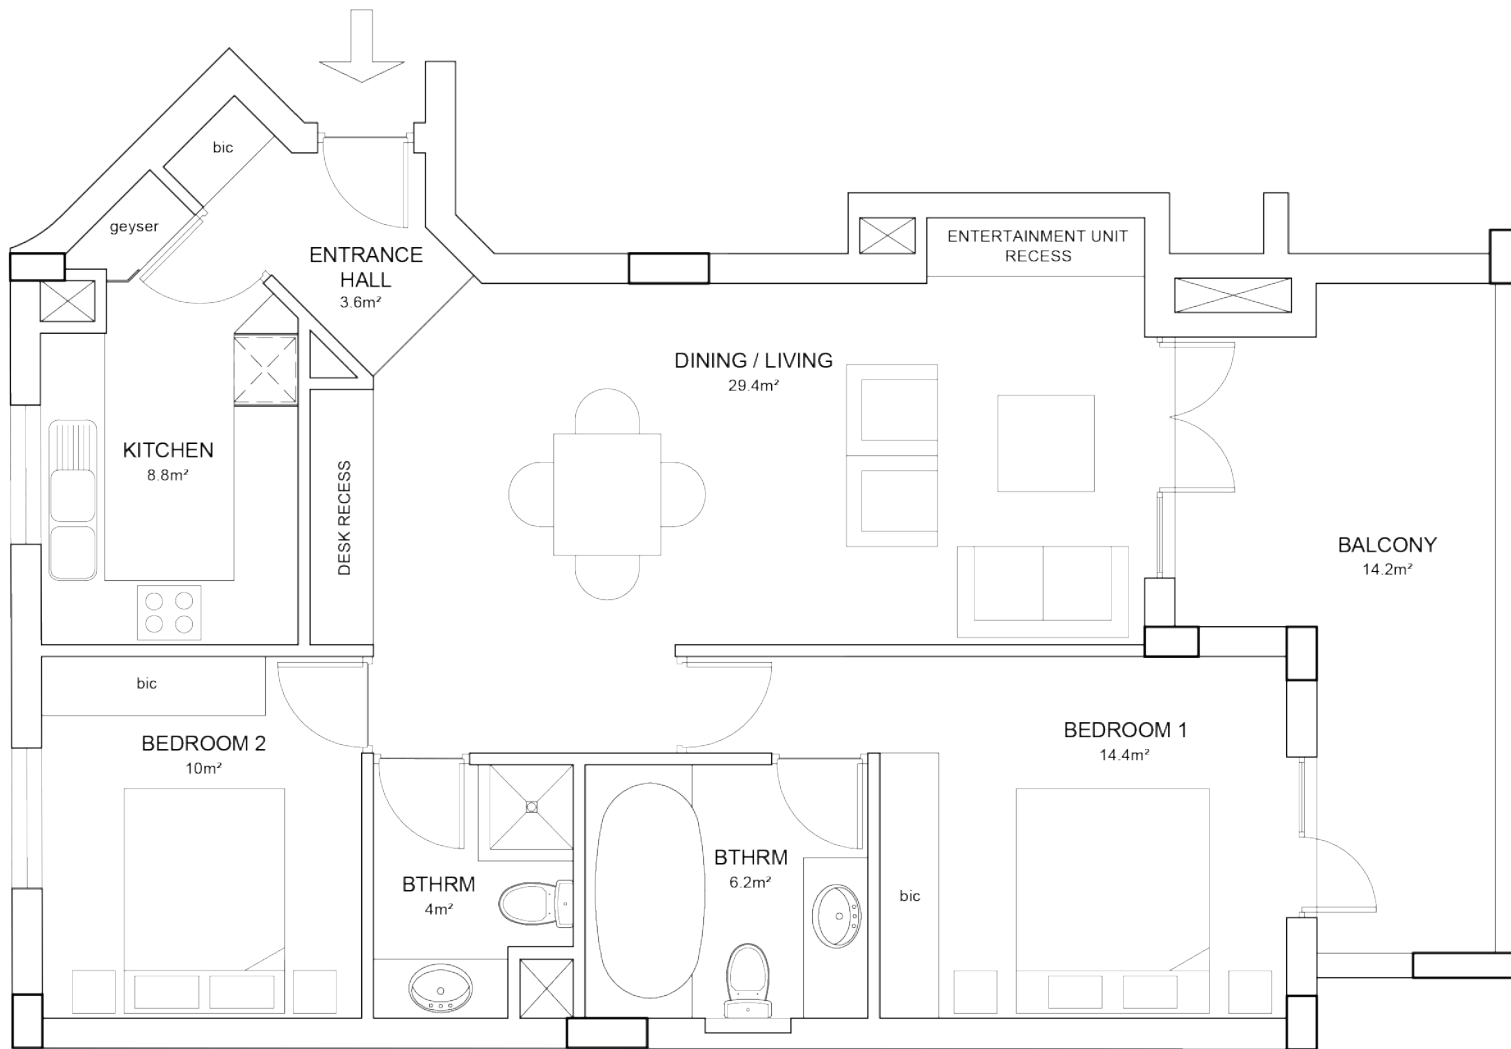 bic
geyser
ENTRANCE
HALL
3.6m²
ENTERTAINMENT UNIT
RECESS
DINING / LIVING
29.4m²
KITCHEN
8.8m²
DESK RECESS
BALCONY
14.2m²
bic
BEDROOM 2
10m²
BEDROOM 1
14.4m²
BTHRM
4m²
BTHRM
6.2m²
bic